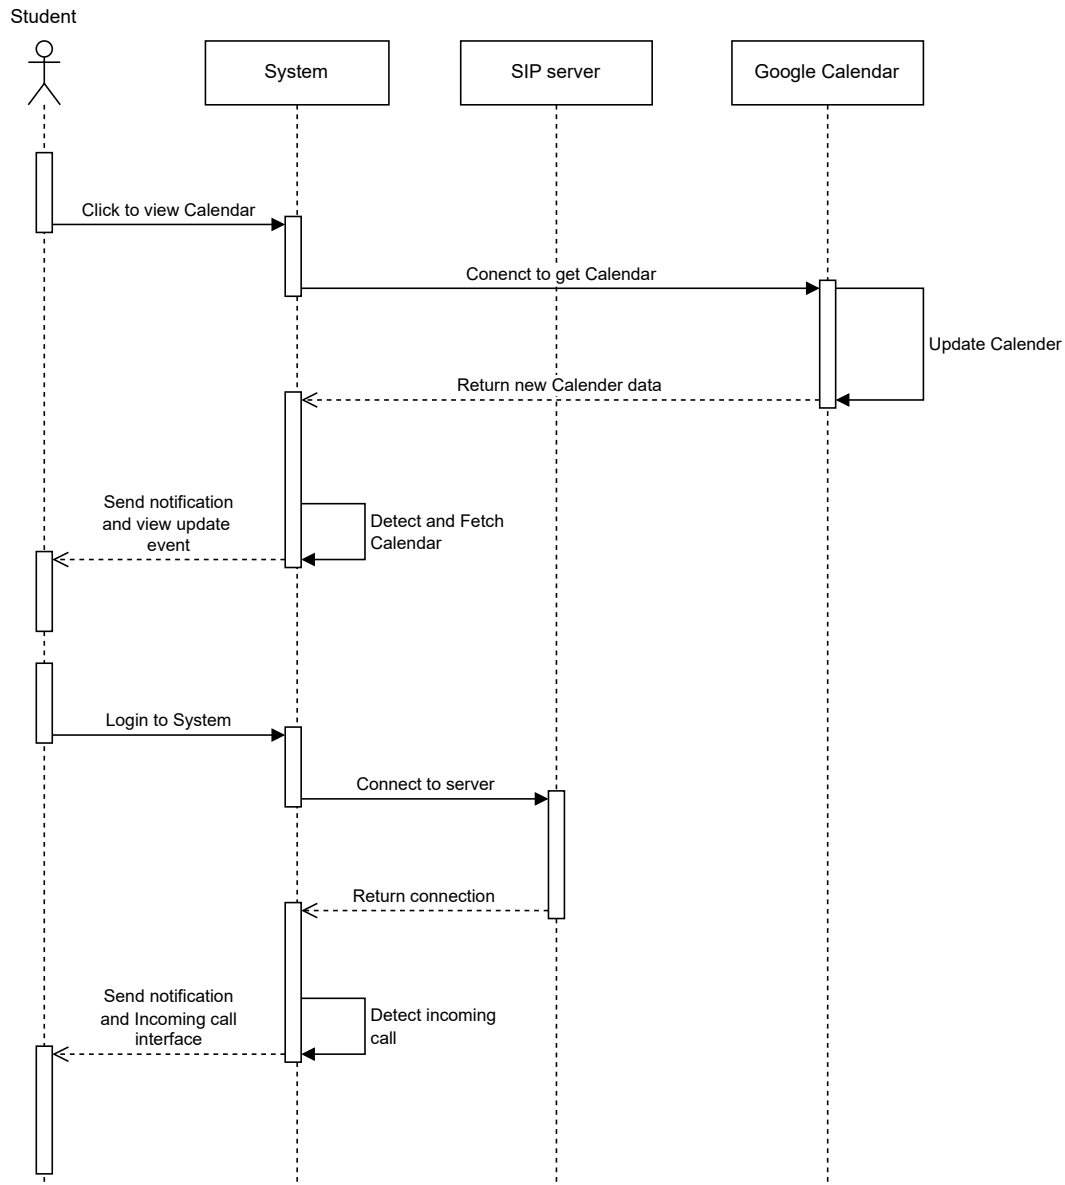 Student
System
SIP server
Google Calendar
Click to view Calendar
Conenct to get Calendar
Update Calender
Return new Calender data
Send notification
and view update
event
Detect and Fetch
Calendar
Login to System
Connect to server
Return connection
Send notification
and Incoming call
interface
Detect incoming
call